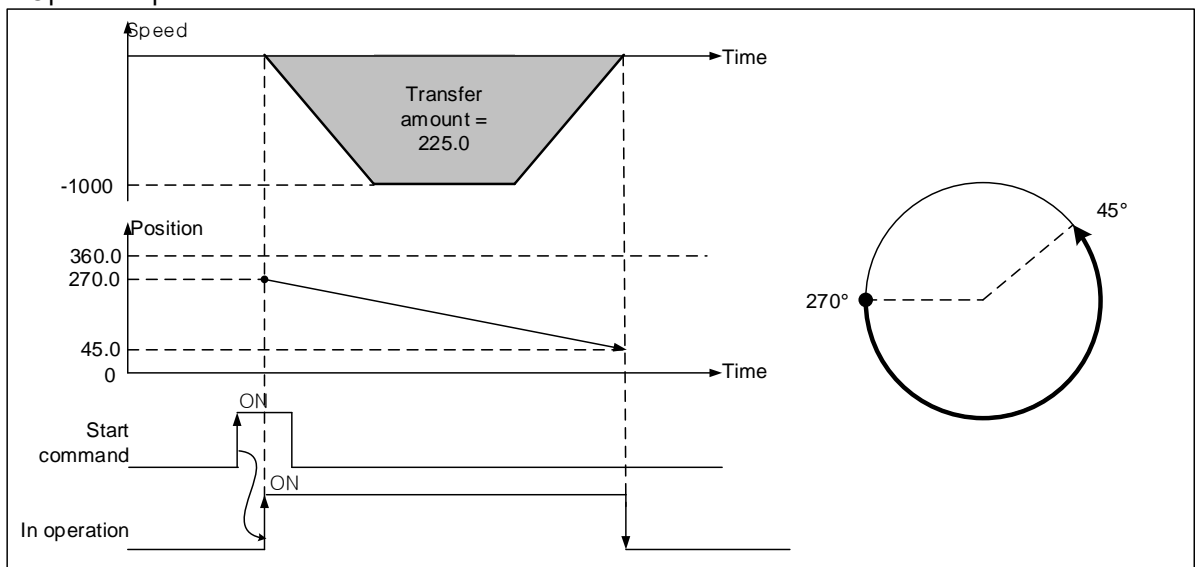 Speed
Time
Transfer
amount =
225.0
-1000
Position
360.0
270.0
45.0
0
Time
ON
Start
command
ON
In operation
45°
270°